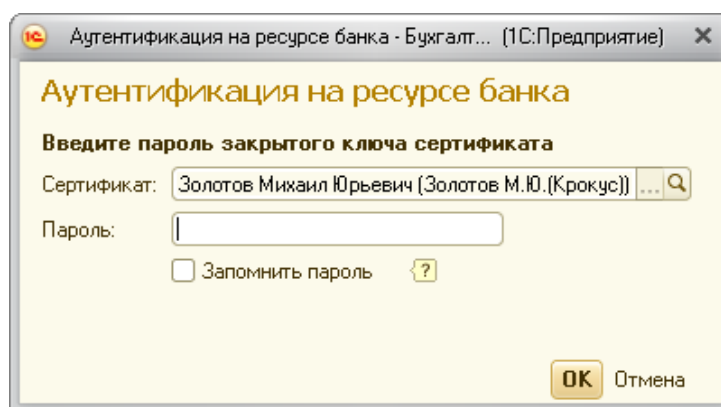 1С Аутентификация на ресурсе банка - Бухгалт... (1С:Предприятие)
Аутентификация на ресурсе банка
Введите пароль закрытого ключа сертификата
Сертификат: Золотов Михаил Юрьевич (Золотов М.Ю.(Крокус)) ...
Пароль:
Запомнить пароль ?
ОК Отмена